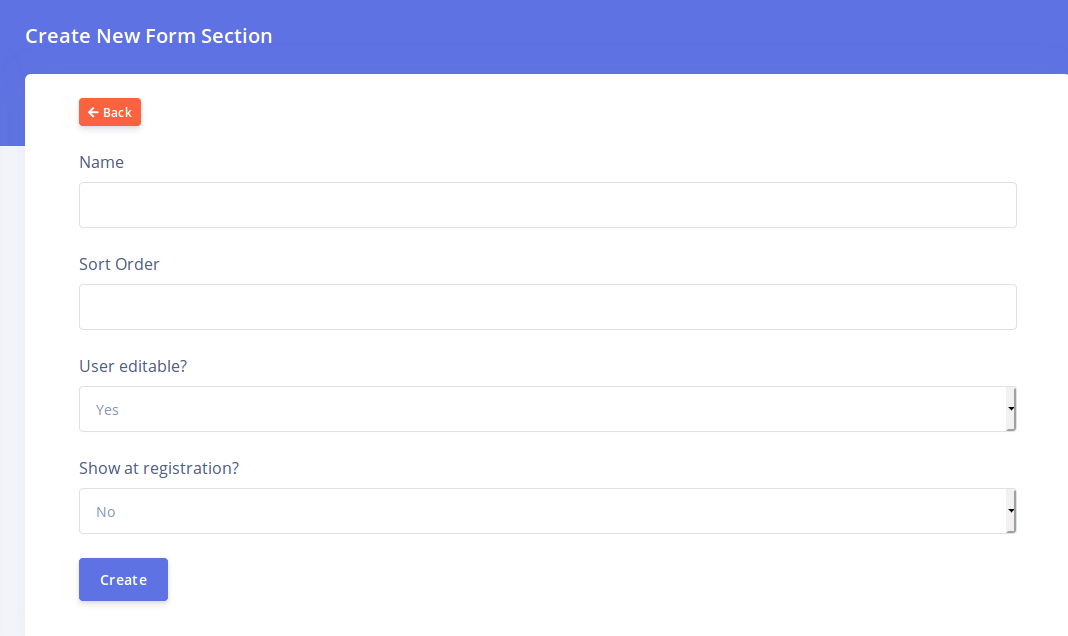 Create New Form Section
Back
Name
Sort Order
User editable?
Yes
Show at registration?
No
Create